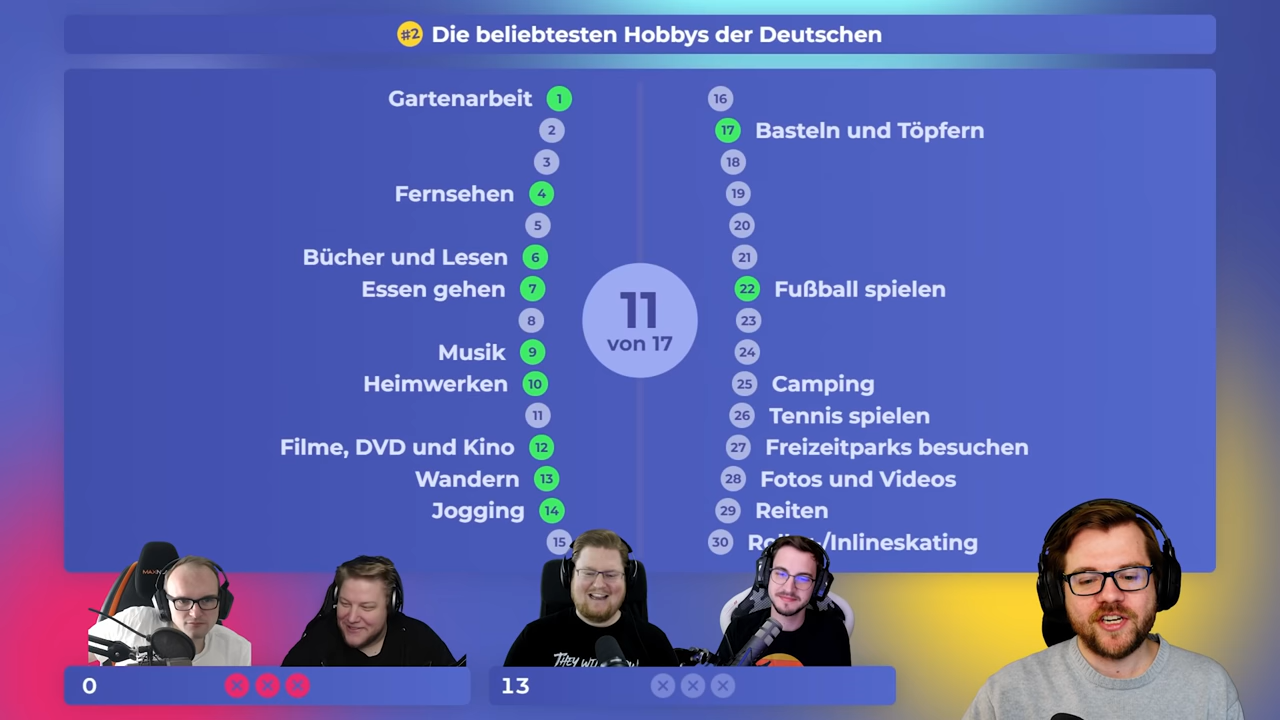 #2 Die beliebtesten Hobbys der Deutschen
Gartenarbeit 1
2
3
Fernsehen 4
5
Bücher und Lesen 6
Essen gehen 7
8
Musik 9
Heimwerken 10
11
Filme, DVD und Kino 12
Wandern 13
Jogging 14
15
11
von 17
16
17 Basteln und Töpfern
18
19
20
21
22 Fußball spielen
23
24
25 Camping
26 Tennis spielen
27 Freizeitparks besuchen
28 Fotos und Videos
29 Reiten
30 /Inlineskating
THEY
0
13